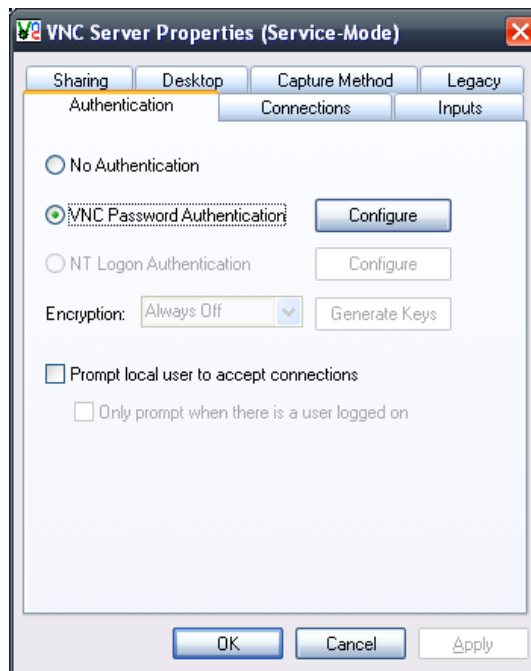 VNC Server Properties (Service-Mode)
Sharing Desktop Capture Method Legacy
Authentication Connections Inputs
No Authentication
VNC Password Authentication Configure
NT Logon Authentication Configure
Encryption: Always Off Generate Keys
Prompt local user to accept connections
Only prompt when there is a user logged on
OK Cancel Apply